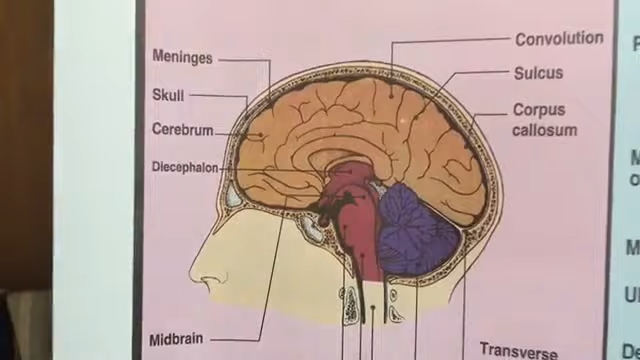 Meninges
Skull
Cerebrum
Diecephalon
Midbrain
Convolution
Sulcus
Corpus
callosum
Transverse